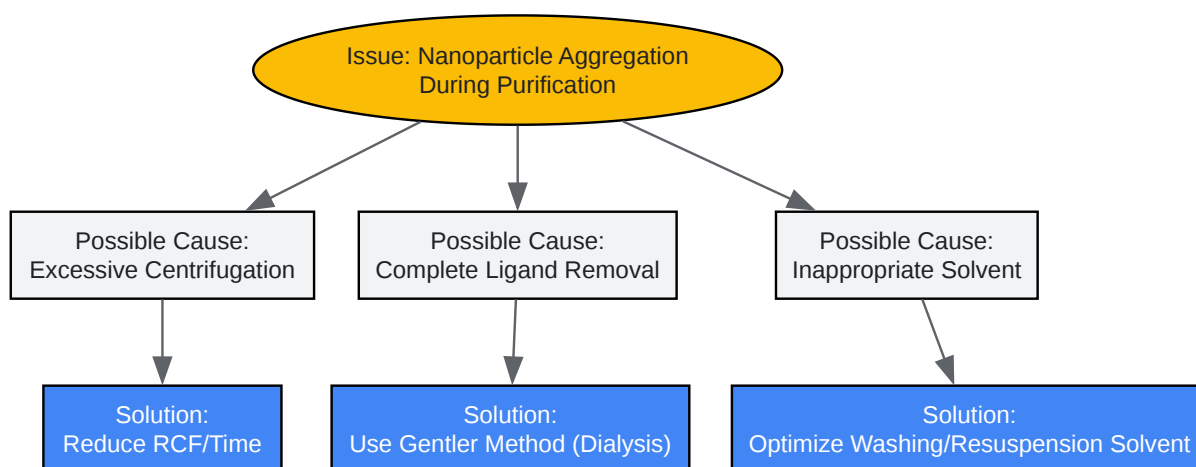 Issue: Nanoparticle Aggregation
During Purification
Possible Cause:
Excessive Centrifugation
Possible Cause:
Complete Ligand Removal
Possible Cause:
Inappropriate Solvent
Solution:
Reduce RCF/Time
Solution:
Use Gentler Method (Dialysis)
Solution:
Optimize Washing/Resuspension Solvent